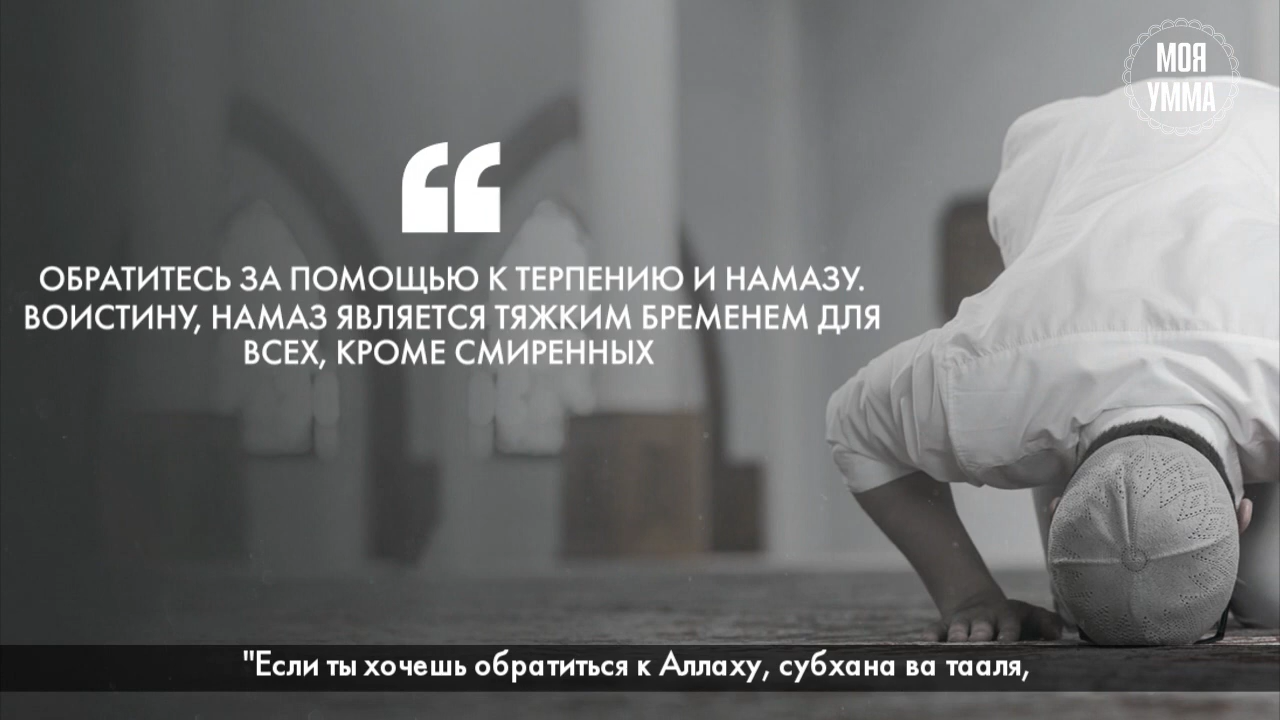 МОЯ
УММА
ОБРАТИТЕСЬ ЗА ПОМОЩЬЮ К ТЕРПЕНИЮ И НАМАЗУ.
ВОИСТИНУ, НАМАЗ ЯВЛЯЕТСЯ ТЯЖКИМ БРЕМЕНЕМ ДЛЯ
ВСЕХ, КРОМЕ СМИРЕННЫХ
"Если ты хочешь обратиться к Аллаху, субхана ва тааля,